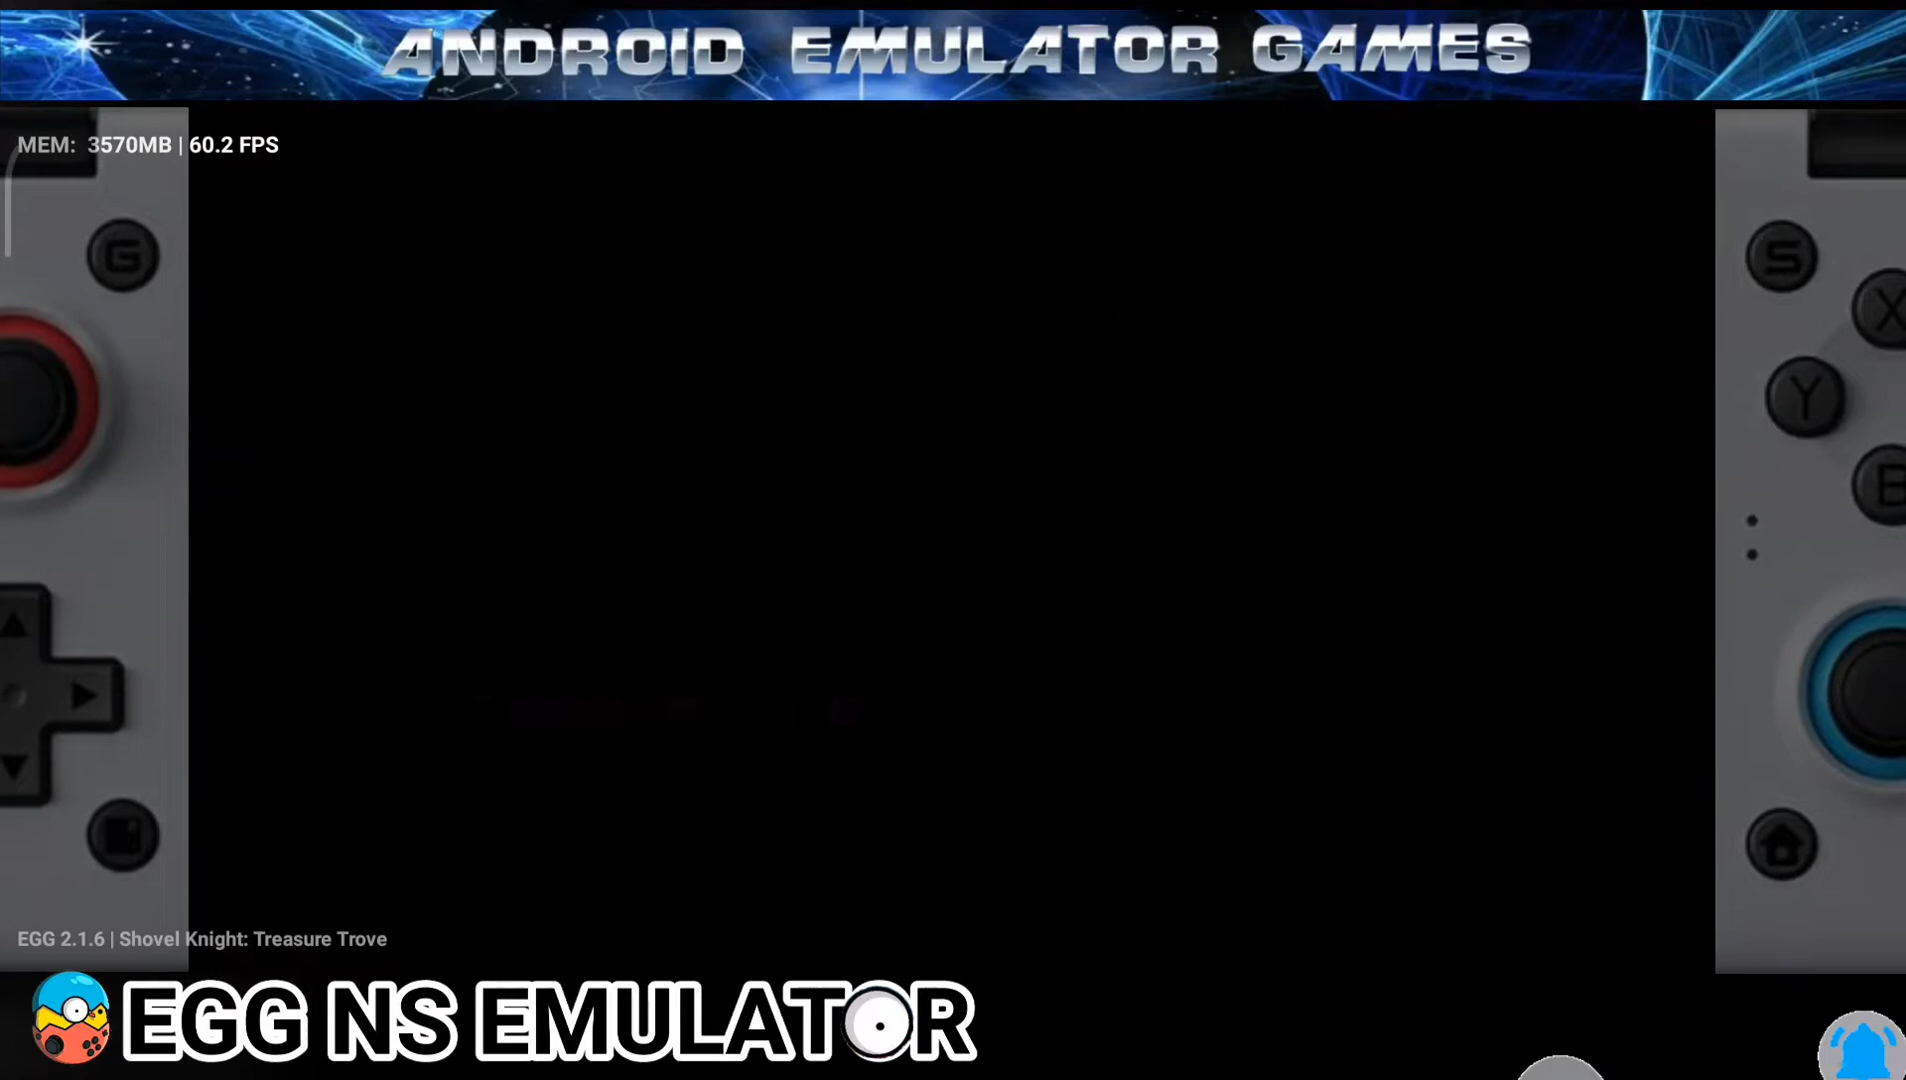 ANDROID EMULATOR GAMES
MEM: 3570MB | 60.2 FPS
G
S
X
Y
B
EGG 2.1.6 | Shovel Knight: Treasure Trove
EGG NS EMULATOR